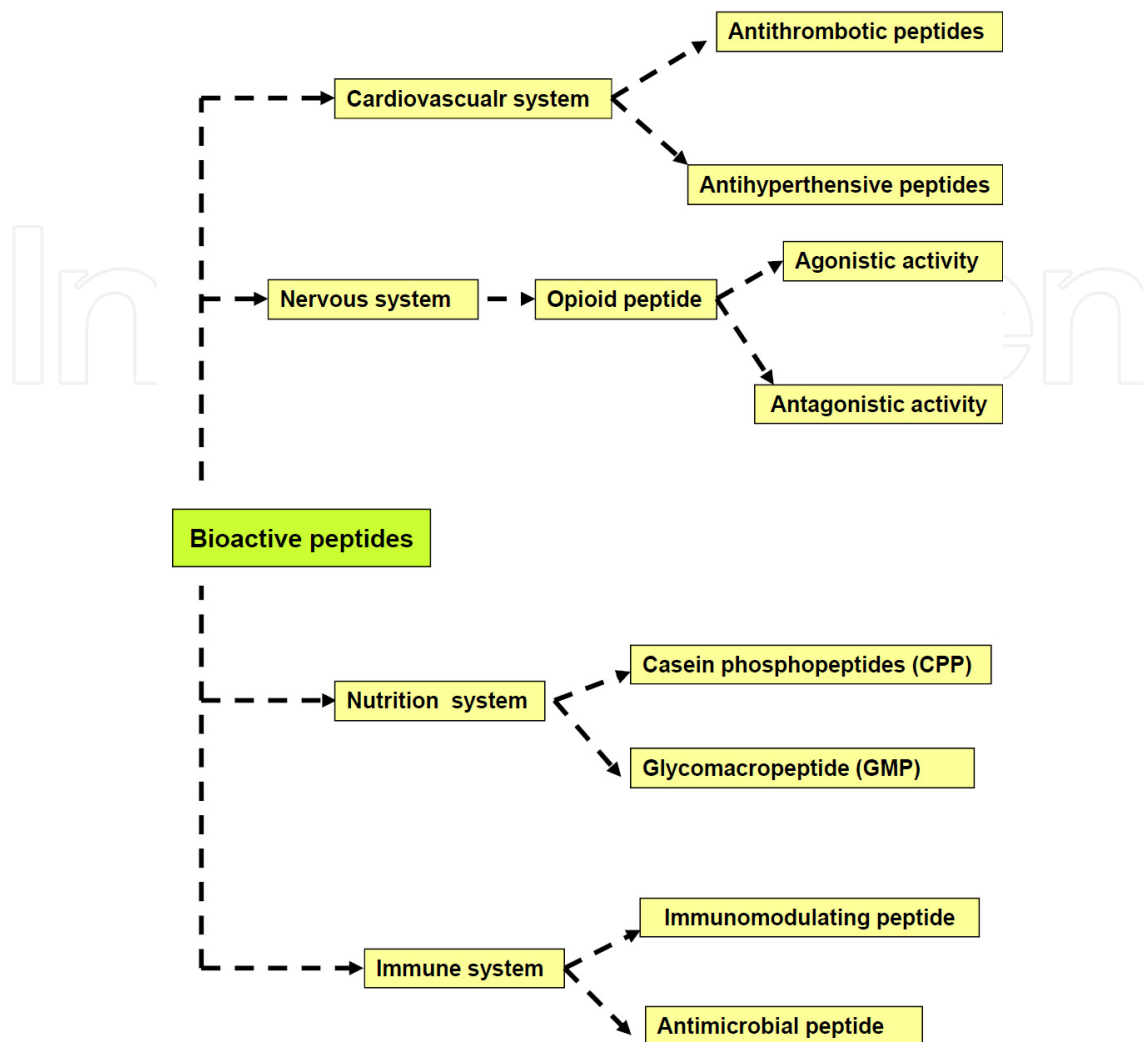 Antithrombotic peptides
Cardiovascualr system
Antihyperthensive peptides
Agonistic activity
Nervous system
Opioid peptide
Antagonistic activity
Bioactive peptides
Casein phosphopeptides (CPP)
Nutrition system
Glycomacropeptide (GMP)
Immunomodulating peptide
Immune system
Antimicrobial peptide